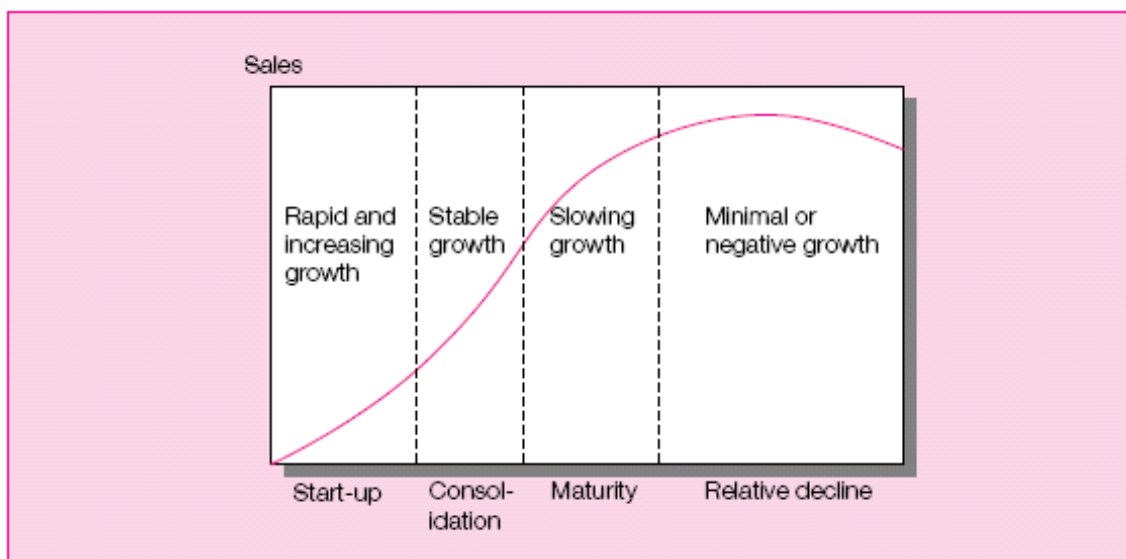 Sales
Rapid and
increasing
growth
Stable
growth
Slowing
growth
Minimal or
negative growth
Start-up
Consol-
idation
Maturity
Relative decline